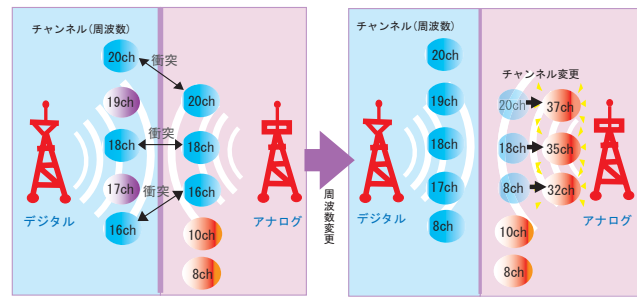 チャンネル(周波数)
20ch
衝突
19ch
20ch
18ch
衝突
18ch
17ch
衝突
16ch
16ch
デジタル
アナログ
10ch
8ch
周波数変更
チャンネル(周波数)
20ch
19ch
18ch
17ch
8ch
デジタル
チャンネル変更
20ch
37ch
18ch
35ch
8ch
32ch
アナログ
10ch
8ch